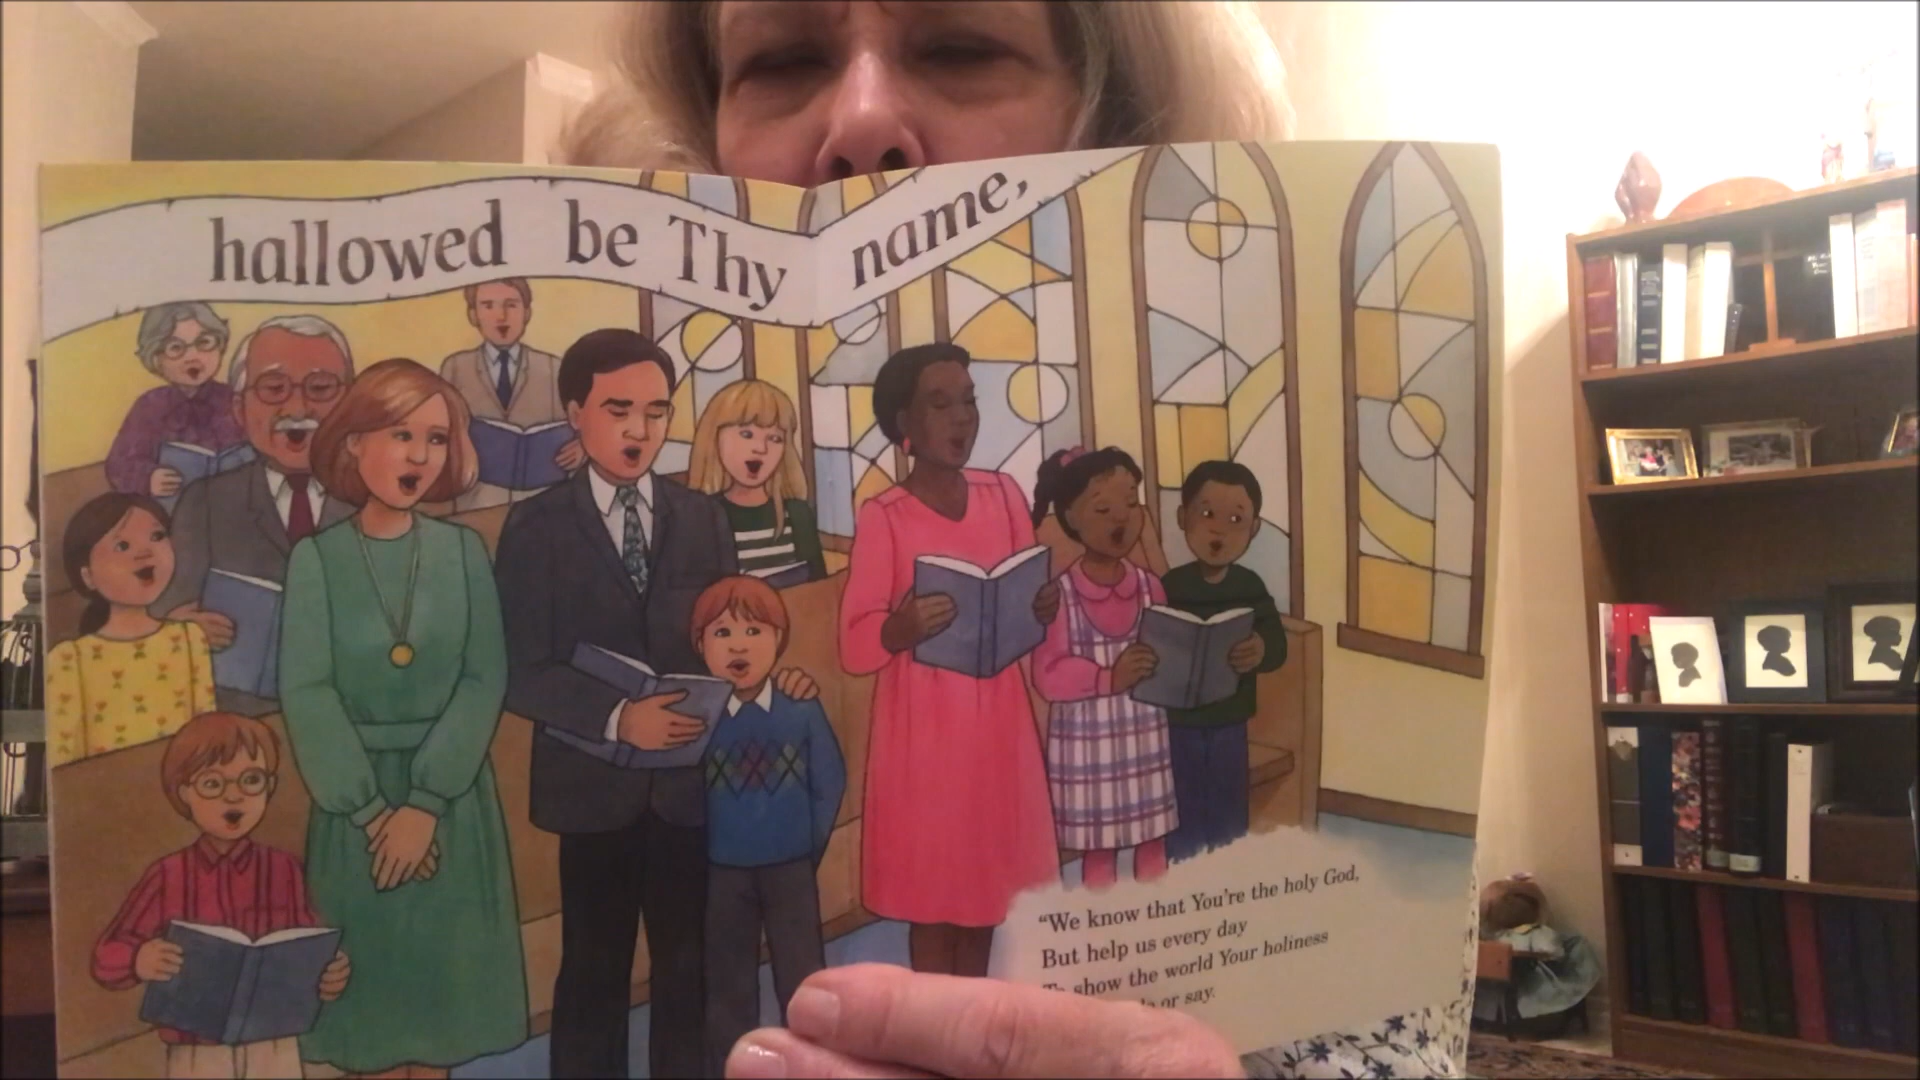 hallowed be Thy name,
“We know that You're the holy God,
But help us every day
To show the world Your holiness
or say.